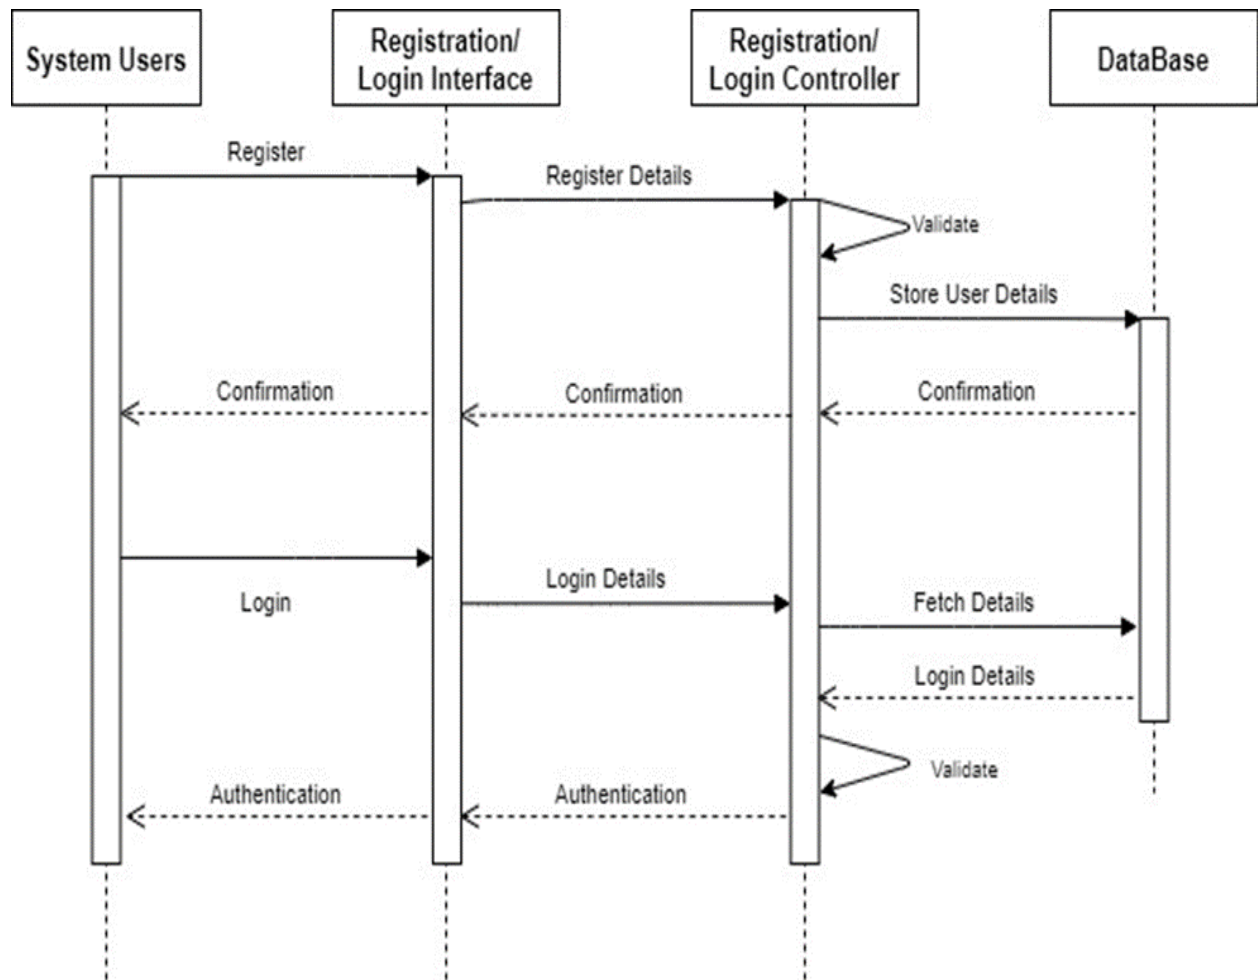 System Users
Registration/
Login Interface
Registration/
Login Controller
DataBase
Register
Register Details
Validate
Store User Details
Confirmation
Confirmation
Confirmation
Login
Login Details
Fetch Details
Login Details
Validate
Authentication
Authentication